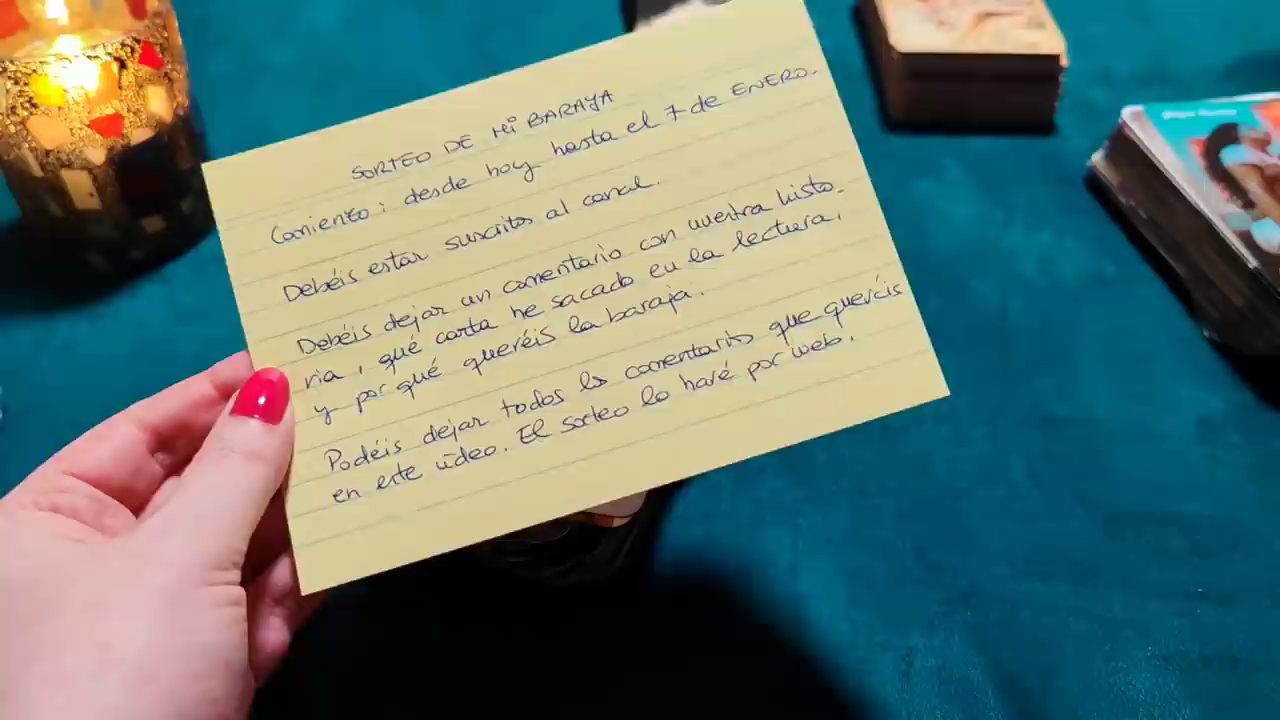 SORTEO DE MI BARAJA
Comienzo: desde hoy hasta el 7 de ENERO.
Debéis estar suscritos al canal.
Debéis dejar un comentario con vuestra histo-
ria, qué carta he sacado en la lectura,
y por qué queréis la baraja.
Podéis dejar todos los comentarios que queréis
en este vídeo. El sorteo lo haré por web.